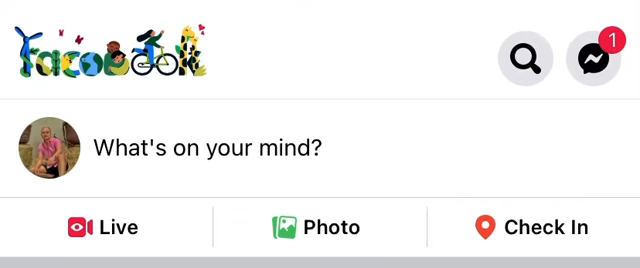 facebook
1
What's on your mind?
Live
Photo
Check In